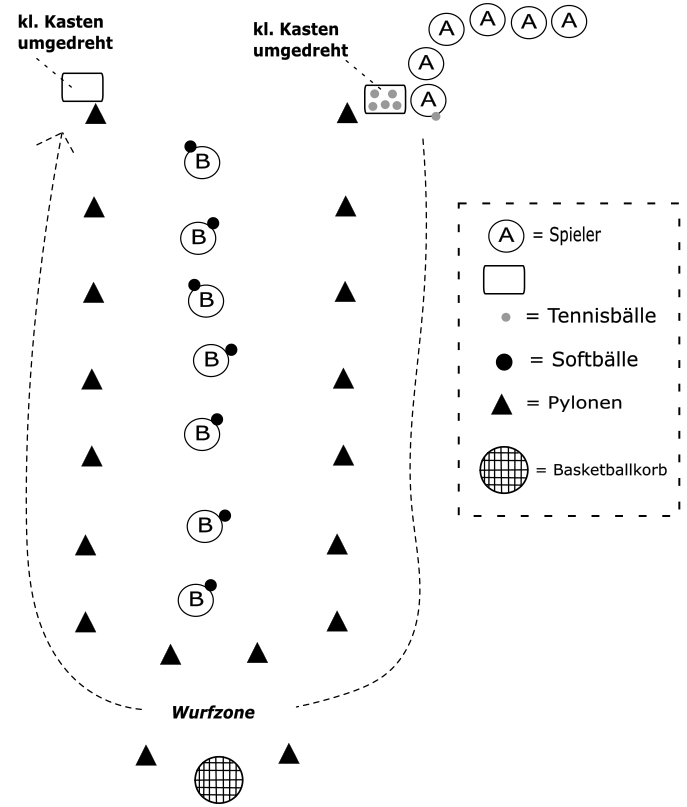 kl. Kasten
umgedreht
kl. Kasten
umgedreht
A
A
A
A
A
A
B
B
B
B
B
B
B
A = Spieler
= Tennisbälle
= Softbälle
= Pylonen
= Basketballkorb
Wurfzone